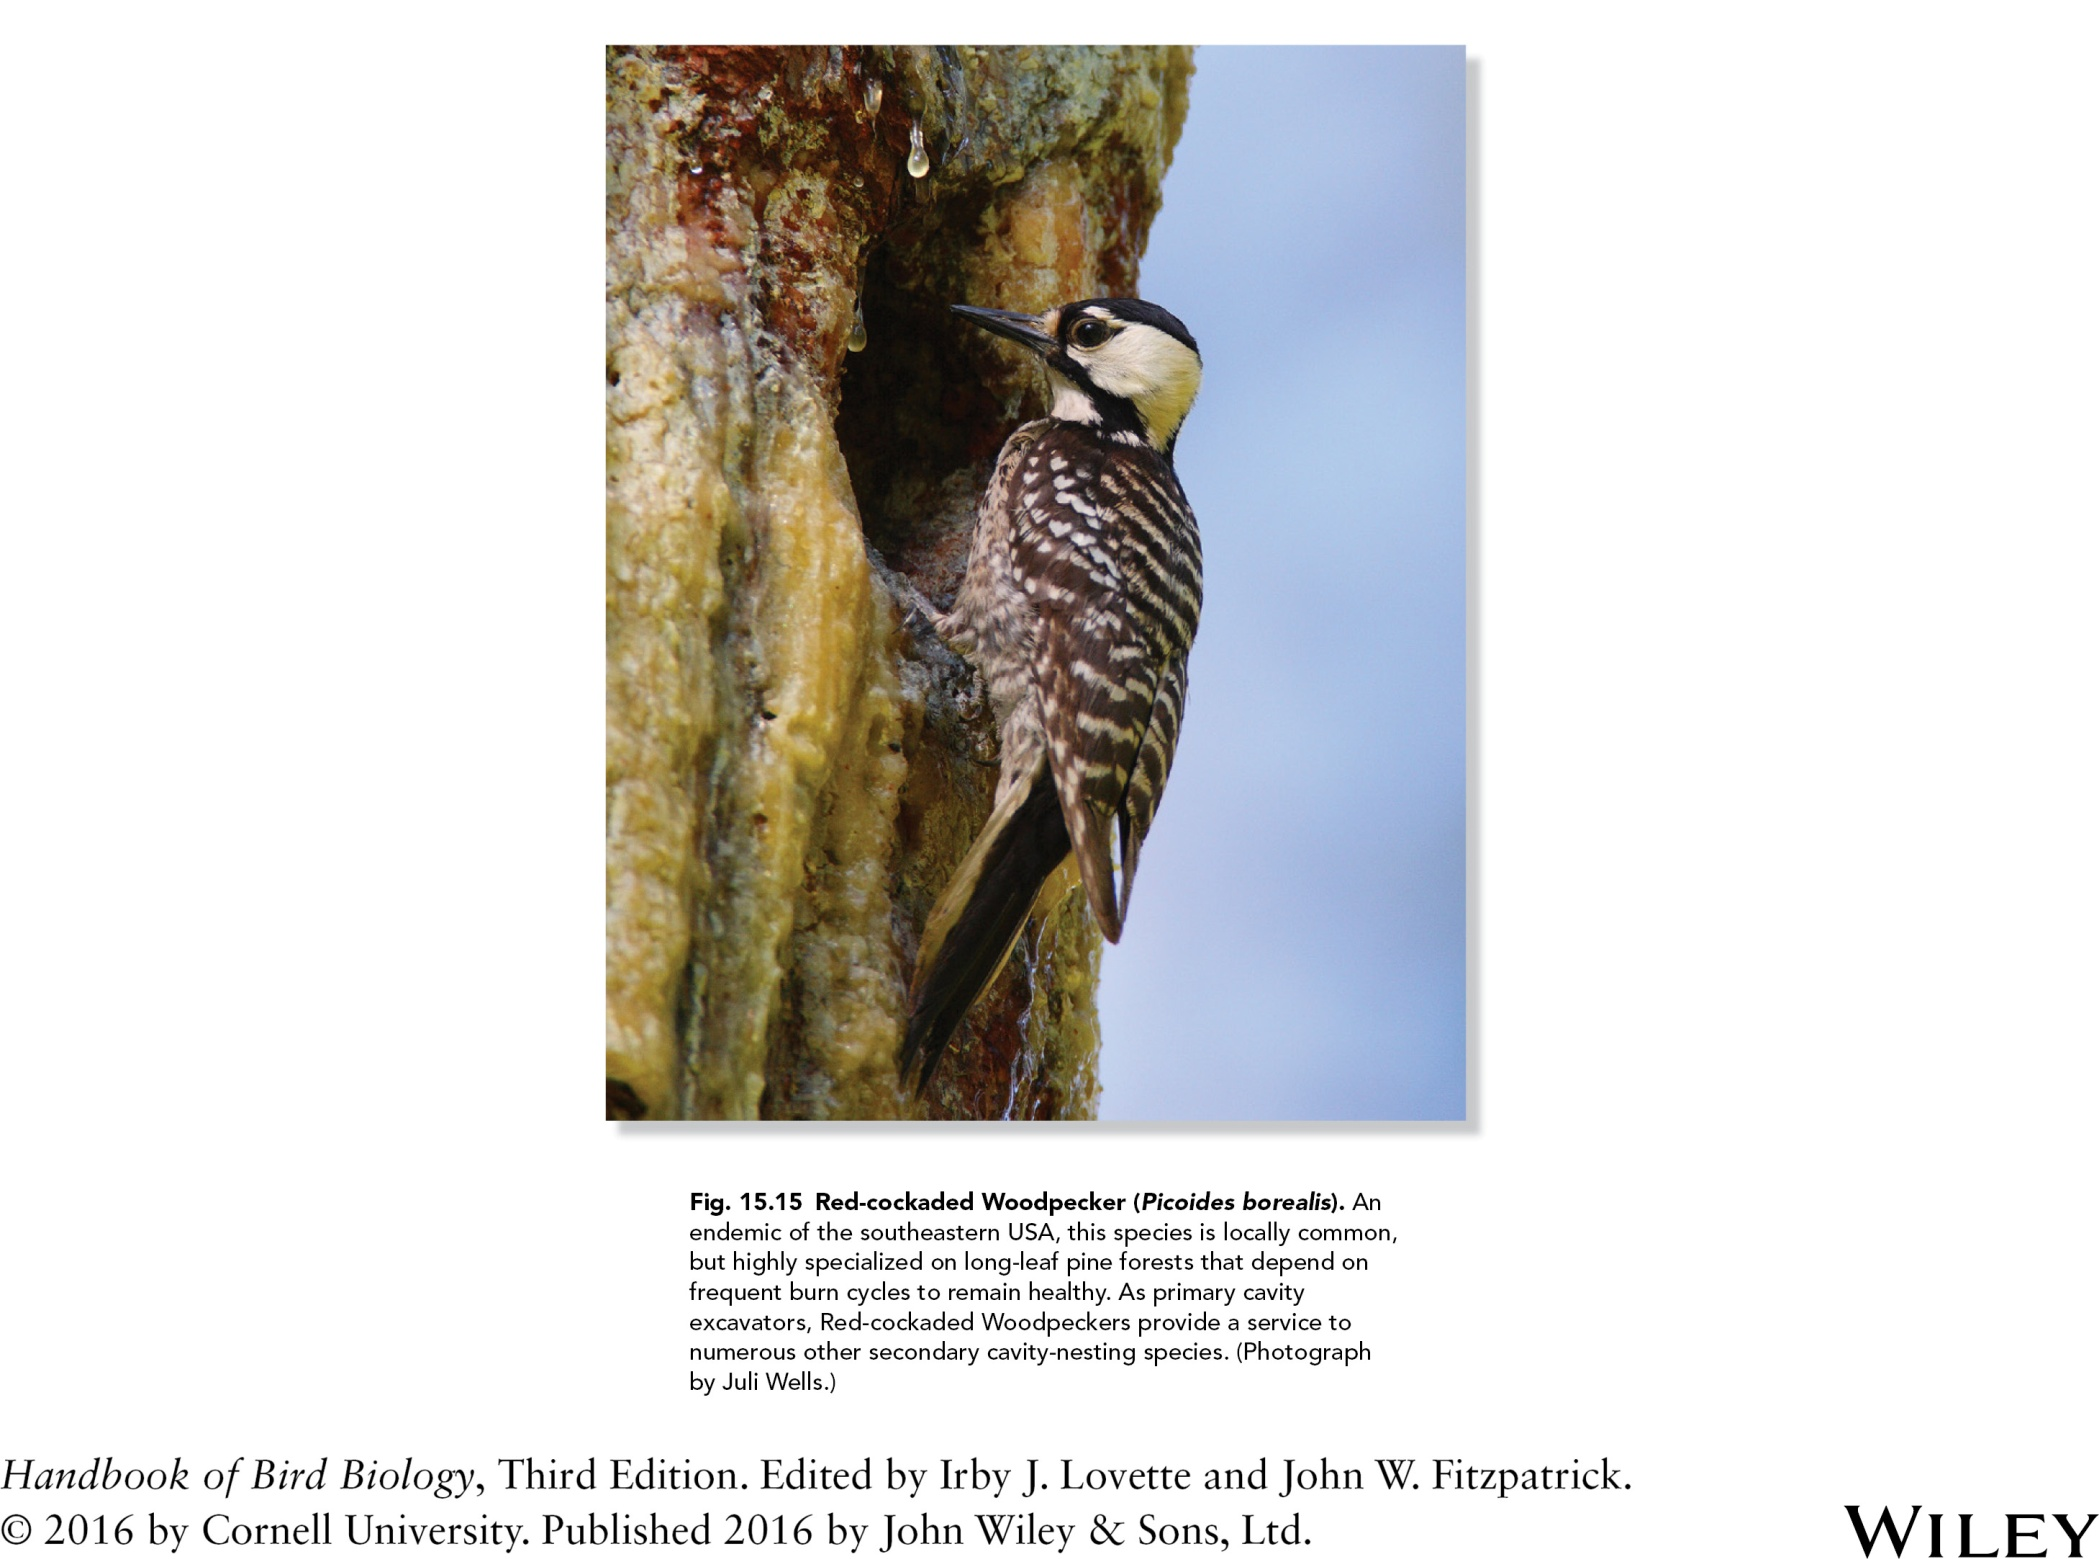 Fig. 15.15 Red-cockaded Woodpecker (Picoides borealis). An
endemic of the southeastern USA, this species is locally common,
but highly specialized on long-leaf pine forests that depend on
frequent burn cycles to remain healthy. As primary cavity
excavators, Red-cockaded Woodpeckers provide a service to
numerous other secondary cavity-nesting species. (Photograph
by Juli Wells.)
Handbook of Bird Biology, Third Edition. Edited by Irby J. Lovette and John W. Fitzpatrick.
© 2016 by Cornell University. Published 2016 by John Wiley & Sons, Ltd.
WILEY